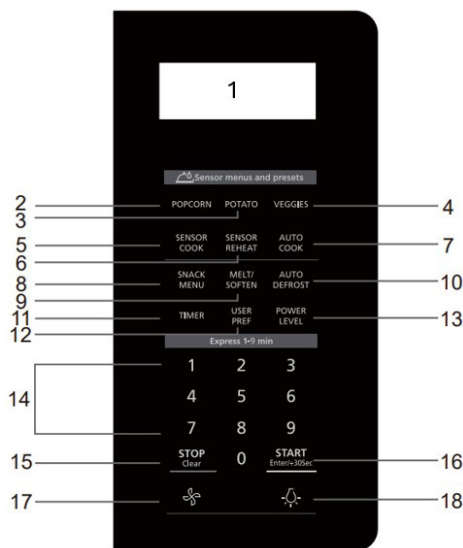 1
Sensor menus and presets
2 POPCORN POTATO VEGGIES 4
3
5 SENSOR COOK SENSOR REHEAT AUTO COOK 7
6
8 SNACK MENU MELT/ SOFTEN AUTO DEFROST 10
9
11 TIMER USER PREF POWER LEVEL 13
12
Express 1-9 min
1 2 3
14 4 5 6
7 8 9
15 STOP Clear 0 START Enter/+30Sec 16
17 18